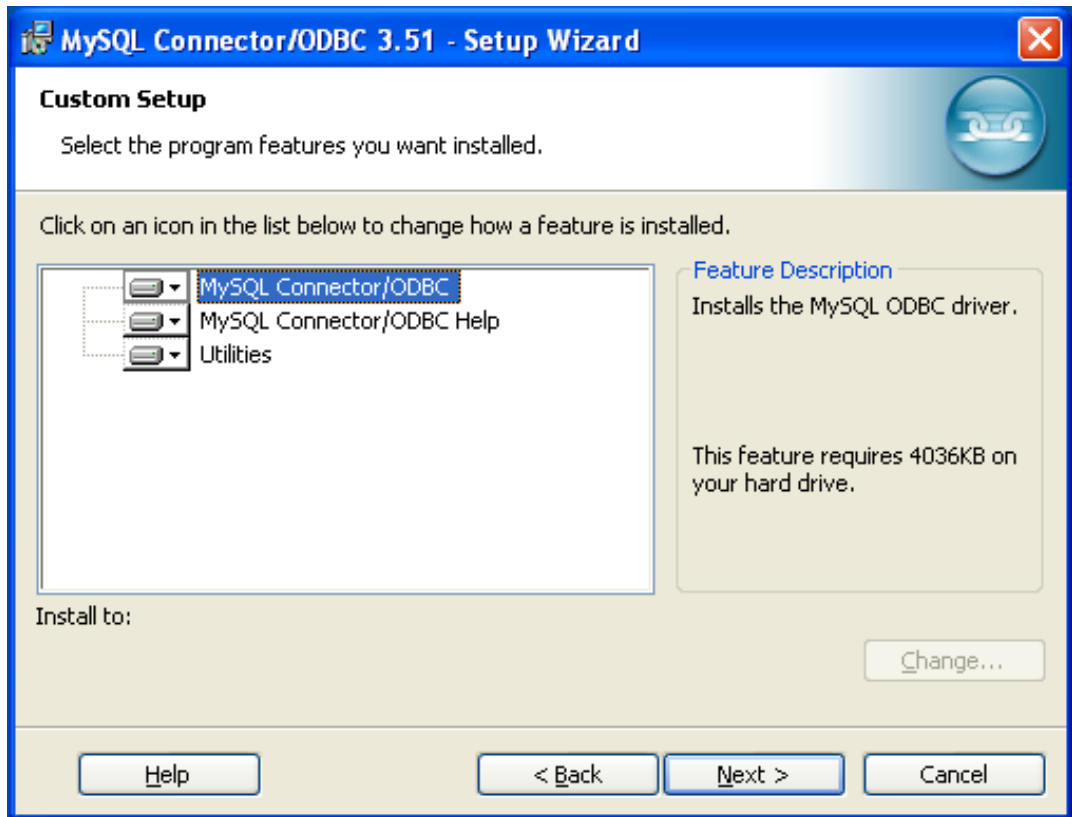 MySQL Connector/ODBC 3.51 - Setup Wizard
Custom Setup
Select the program features you want installed.
Click on an icon in the list below to change how a feature is installed.
MySQL Connector/ODBC
MySQL Connector/ODBC Help
Utilities
Feature Description
Installs the MySQL ODBC driver.
This feature requires 4036KB on
your hard drive.
Install to:
Change...
Help
< Back
Next >
Cancel